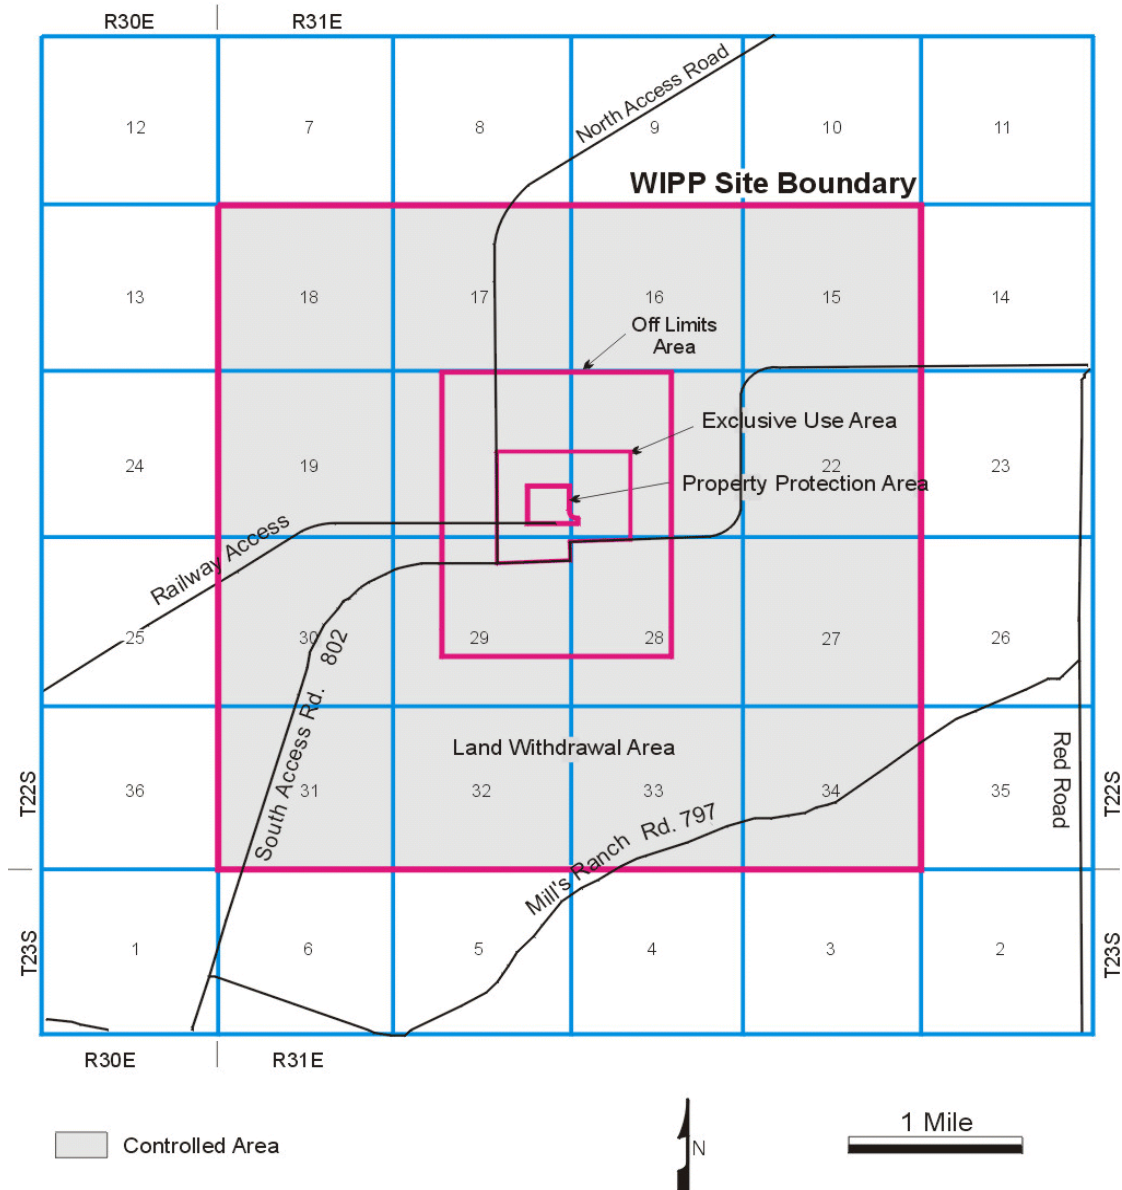 R30E
R31E
North Access Road
12
7
8
9
10
11
WIPP Site Boundary
13
18
17
16
15
14
Off Limits
Area
Exclusive Use Area
24
19
22
23
Property Protection Area
Railway Access
25
30
29
28
27
26
South Access Rd. 802
Land Withdrawal Area
Red Road
T22S
36
31
32
33
34
35
T22S
Mill's Ranch Rd. 797
T23S
1
6
5
4
3
2
T23S
R30E
R31E
Controlled Area
N
1 Mile